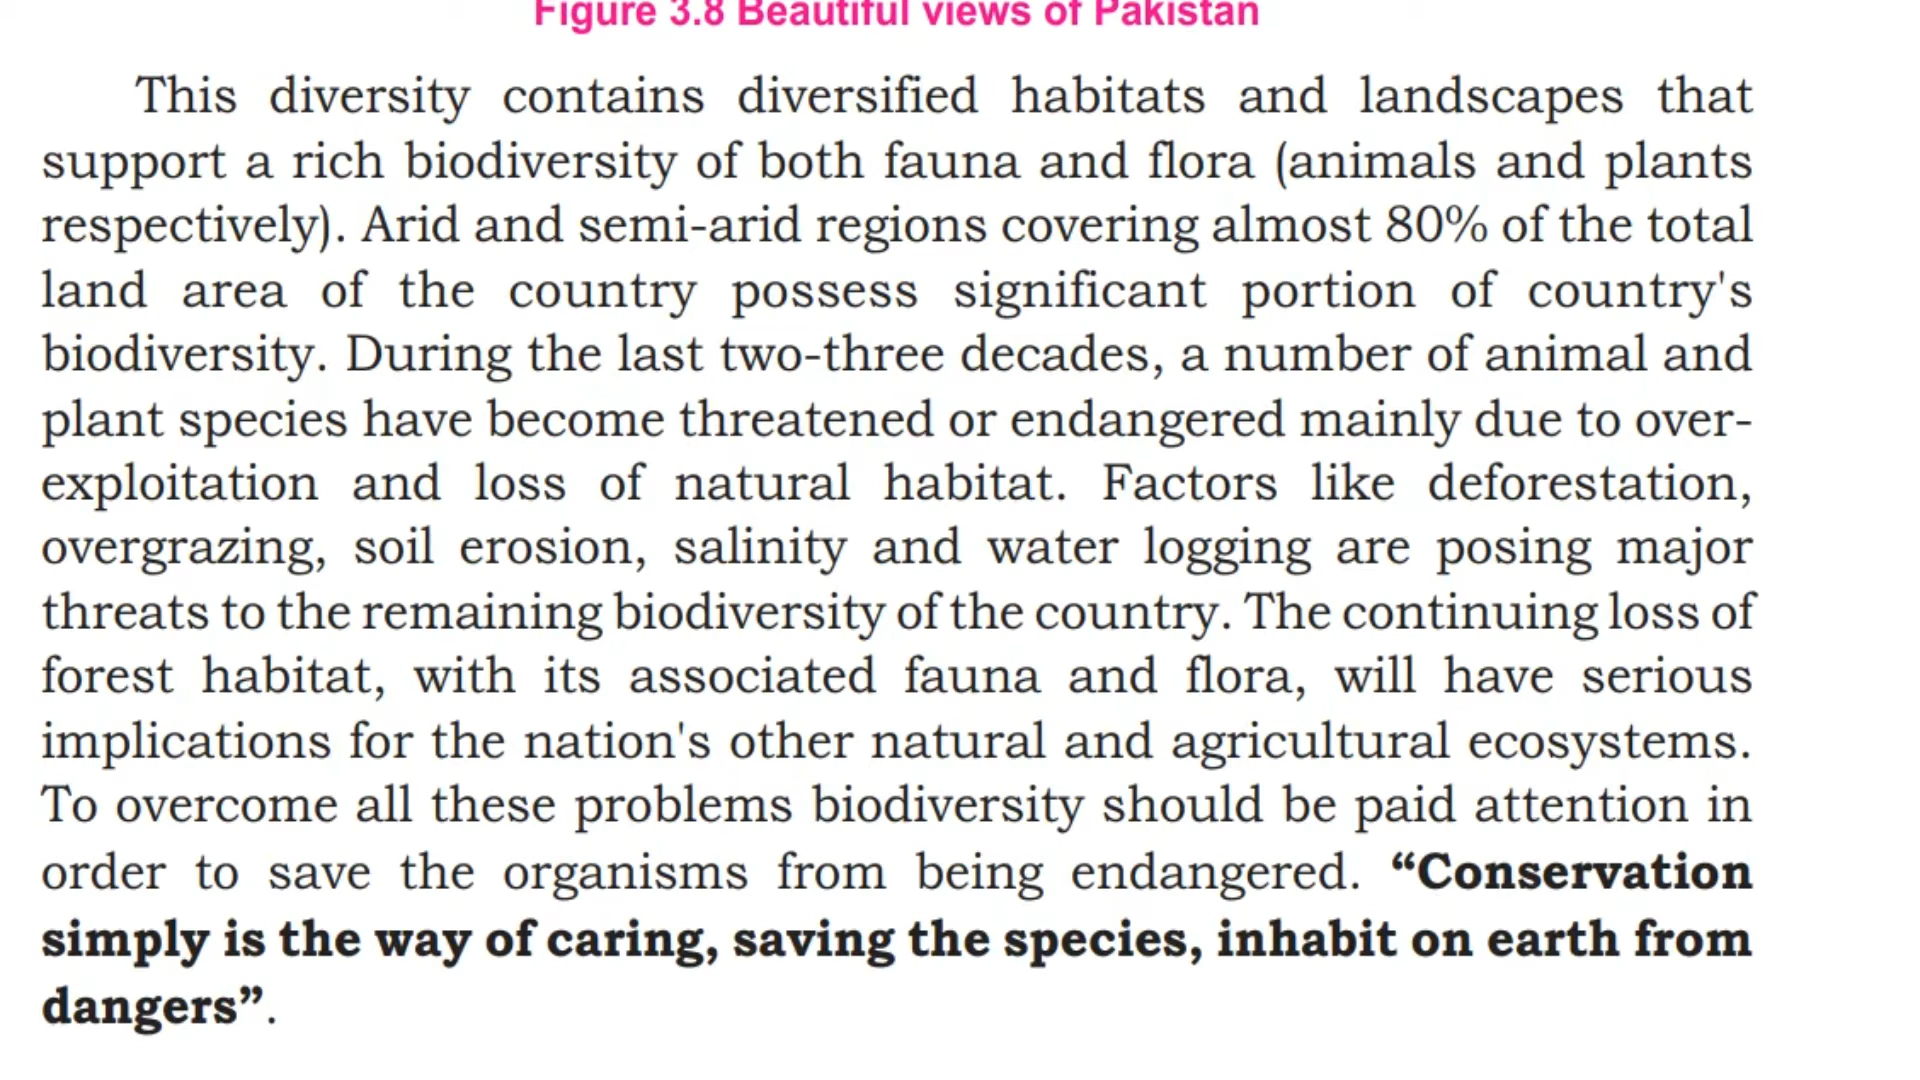 Figure 3.8 Beautiful views of Pakistan
This diversity contains diversified habitats and landscapes that
support a rich biodiversity of both fauna and flora (animals and plants
respectively). Arid and semi-arid regions covering almost 80% of the total
land area of the country possess significant portion of country's
biodiversity. During the last two-three decades, a number of animal and
plant species have become threatened or endangered mainly due to over-
exploitation and loss of natural habitat. Factors like deforestation,
overgrazing, soil erosion, salinity and water logging are posing major
threats to the remaining biodiversity of the country. The continuing loss of
forest habitat, with its associated fauna and flora, will have serious
implications for the nation's other natural and agricultural ecosystems.
To overcome all these problems biodiversity should be paid attention in
order to save the organisms from being endangered. “Conservation
simply is the way of caring, saving the species, inhabit on earth from
dangers”.